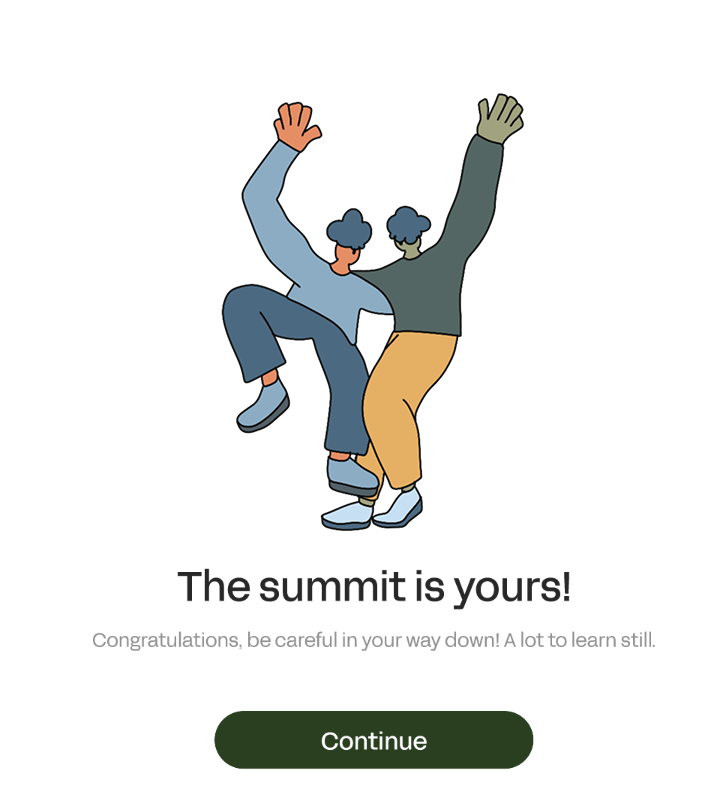 The summit is yours!
Congratulations, be careful in your way down! A lot to learn still.
Continue